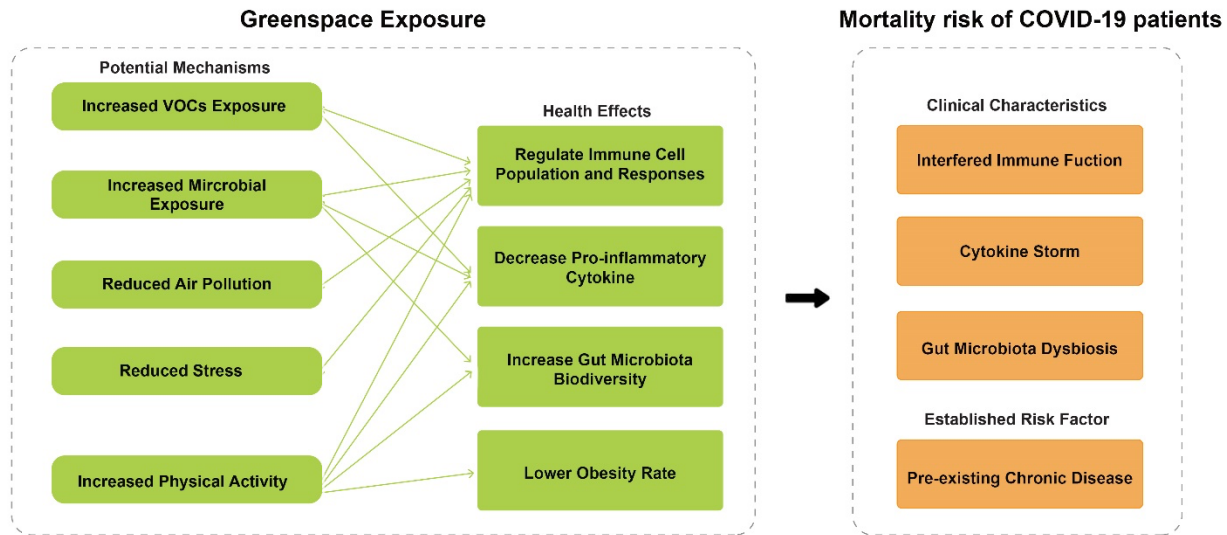 Greenspace Exposure
Mortality risk of COVID-19 patients
Potential Mechanisms
Increased VOCs Exposure
Increased Mircrobial
Exposure
Reduced Air Pollution
Reduced Stress
Increased Physical Activity
Health Effects
Regulate Immune Cell
Population and Responses
Decrease Pro-inflammatory
Cytokine
Increase Gut Microbiota
Biodiversity
Lower Obesity Rate
Clinical Characteristics
Interfered Immune Fuction
Cytokine Storm
Gut Microbiota Dysbiosis
Established Risk Factor
Pre-existing Chronic Disease